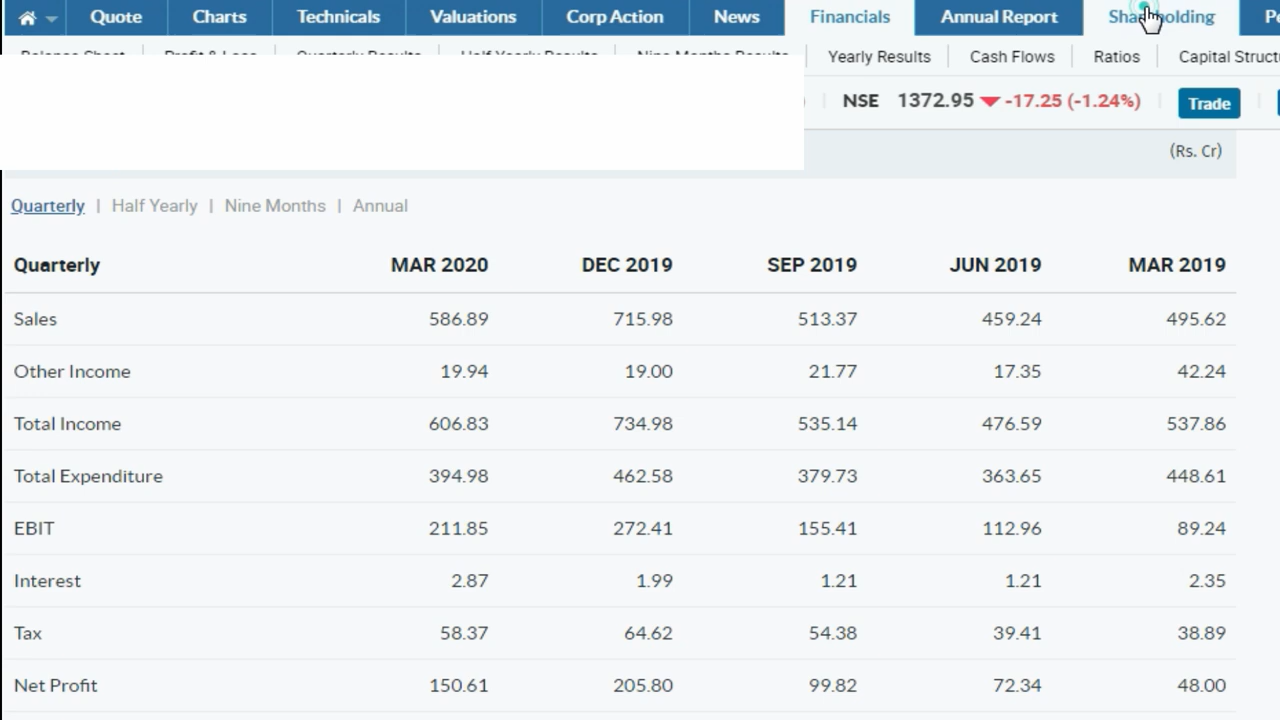 Quote Charts Technicals Valuations Corp Action News Financials Annual Report Shareholding
Balance Sheet | Profit & Loss | Quarterly Results | Half Yearly Results | Nine Months Results | Yearly Results | Cash Flows | Ratios | Capital Struct
NSE 1372.95 -17.25 (-1.24%) Trade
(Rs. Cr)
Quarterly | Half Yearly | Nine Months | Annual
Quarterly MAR 2020 DEC 2019 SEP 2019 JUN 2019 MAR 2019
Sales 586.89 715.98 513.37 459.24 495.62
Other Income 19.94 19.00 21.77 17.35 42.24
Total Income 606.83 734.98 535.14 476.59 537.86
Total Expenditure 394.98 462.58 379.73 363.65 448.61
EBIT 211.85 272.41 155.41 112.96 89.24
Interest 2.87 1.99 1.21 1.21 2.35
Tax 58.37 64.62 54.38 39.41 38.89
Net Profit 150.61 205.80 99.82 72.34 48.00